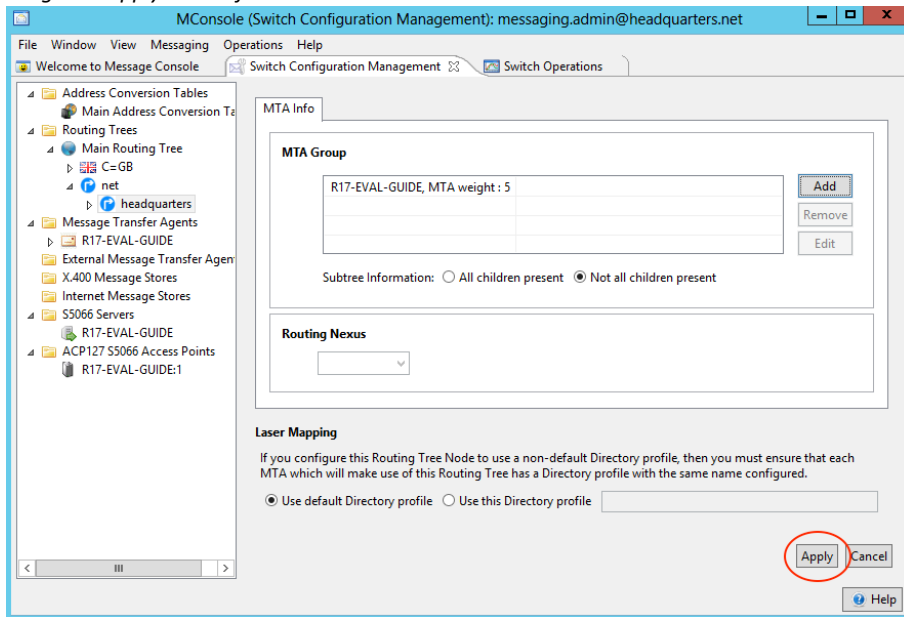 MConsole (Switch Configuration Management): messaging.admin@headquarters.net
File Window View Messaging Operations Help
Welcome to Message Console
Switch Configuration Management
Switch Operations
Address Conversion Tables
Main Address Conversion Ta
Routing Trees
Main Routing Tree
C=GB
net
headquarters
Message Transfer Agents
R17-EVAL-GUIDE
External Message Transfer Agen
X.400 Message Stores
Internet Message Stores
S5066 Servers
R17-EVAL-GUIDE
ACP127 S5066 Access Points
R17-EVAL-GUIDE:1
MTA Info
MTA Group
R17-EVAL-GUIDE, MTA weight : 5
Add
Remove
Edit
Subtree Information: All children present Not all children present
Routing Nexus
Laser Mapping
If you configure this Routing Tree Node to use a non-default Directory profile, then you must ensure that each
MTA which will make use of this Routing Tree has a Directory profile with the same name configured.
Use default Directory profile Use this Directory profile
Apply Cancel
Help